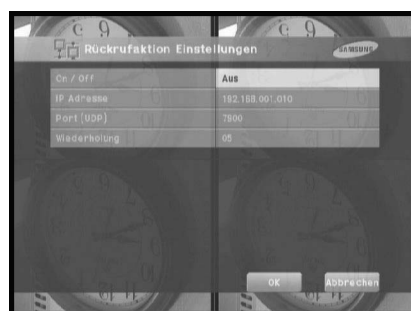 Rückrufaktion Einstellungen
SAMSUNG
On / Off Aus
IP Adresse 192.168.001.010
Port (UDP) 7900
Wiederholung 05
OK Abbrechen